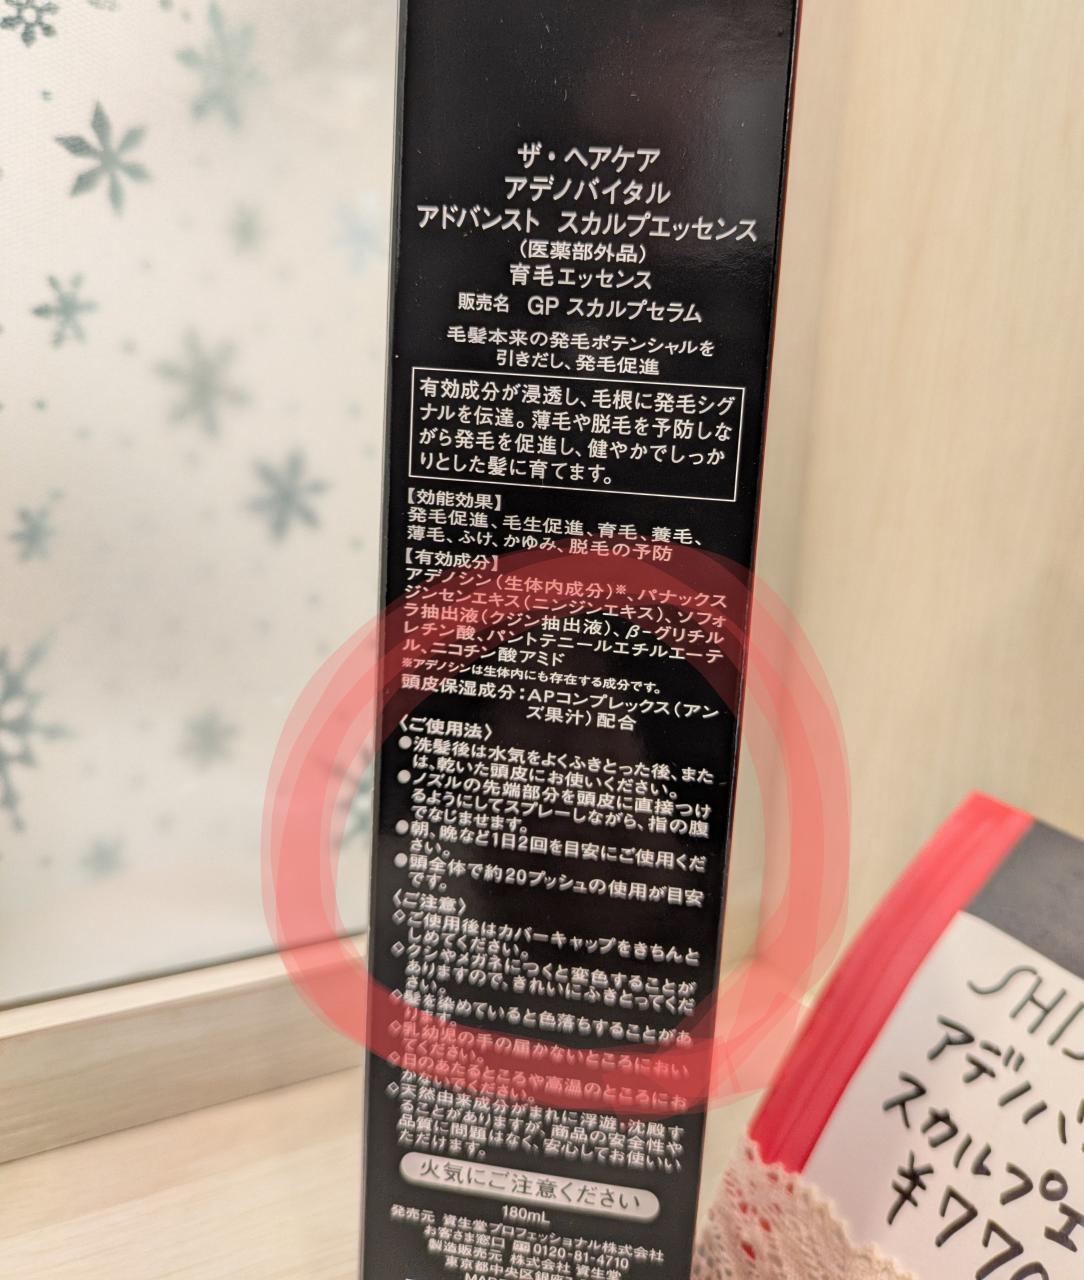 ザ・ヘアケア
アデノバイタル
アドバンスト スカルプエッセンス
（医薬部外品）
育毛エッセンス
販売名 GP スカルプセラム
毛髪本来の発毛ポテンシャルを
引きだし、発毛促進
有効成分が浸透し、毛根に発毛シグ
ナルを伝達。薄毛や脱毛を予防しな
がら発毛を促進し、健やかでしっか
りとした髪に育てます。
【効能効果】
発毛促進、毛生促進、育毛、養毛、
薄毛、ふけ、かゆみ、脱毛の予防
【有効成分】
アデノシン（生体内成分）※、パナックス
ジンセンエキス（ニンジンエキス）、ソフォ
ラ抽出液（クジン抽出液）、β-グリチル
レチン酸、パントテニールエチルエーテ
ル、ニコチン酸アミド
※アデノシンは生体内にも存在する成分です。
頭皮保湿成分：APコンプレックス（アン
ズ果汁）配合
〈ご使用法〉
●洗髪後は水気をよくふきとった後、また
は、乾いた頭皮にお使いください。
●ノズルの先端部分を頭皮に直接つけ
るようにしてスプレーしながら、指の腹
でなじませます。
●朝、晩など1日2回を目安にご使用くだ
さい。
●頭全体で約20プッシュの使用が目安
です。
〈ご注意〉
◇ご使用後はカバーキャップをきちんと
しめてください。
◇クシやメガネにつくと変色することが
ありますので、きれいにふきとってくだ
さい。
◇髪を染めていると色落ちすることがあ
ります。
◇乳幼児の手の届かないところにおい
てください。
◇日のあたるところや高温のところにお
かないでください。
◇天然由来成分がまれに浮遊、沈殿す
ることがありますが、商品の安全性や
品質に問題はなく、安心してお使いい
ただけます。
火気にご注意ください
180mL
発売元 資生堂プロフェッショナル株式会社
お客さま窓口 0120-81-4710
製造販売元 株式会社 資生堂
東京都中央区銀座
SHI
アデノバ
スカルプエ
¥770